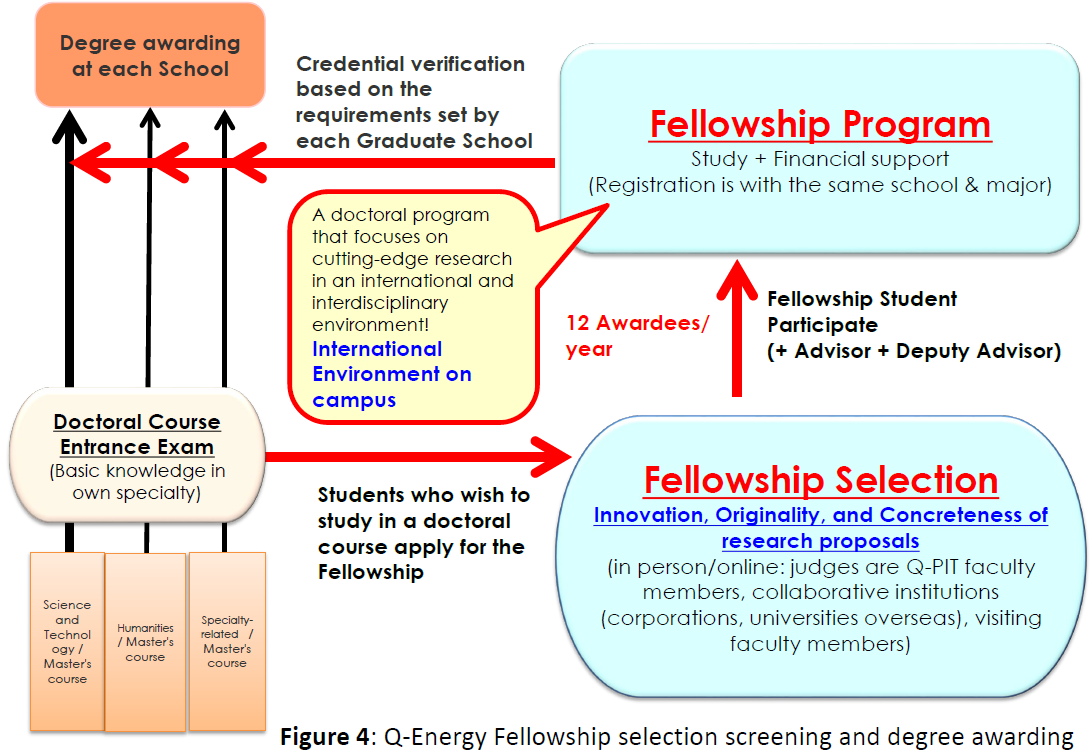 Degree awarding
at each School
Credential verification
based on the
requirements set by
each Graduate School
Fellowship Program
Study + Financial support
(Registration is with the same school & major)
A doctoral program
that focuses on
cutting-edge research
in an international and
interdisciplinary
environment!
International
Environment on
campus
12 Awardees/
year
Fellowship Student
Participate
(+ Advisor + Deputy Advisor)
Doctoral Course
Entrance Exam
(Basic knowledge in
own specialty)
Students who wish to
study in a doctoral
course apply for the
Fellowship
Fellowship Selection
Innovation, Originality, and Concreteness of
research proposals
(in person/online: judges are Q-PIT faculty
members, collaborative institutions
(corporations, universities overseas), visiting
faculty members)
Science
and
Technol
ogy /
Master's
course
Humanities
/ Master's
course
Specialty-
related /
Master's
course
Figure 4: Q-Energy Fellowship selection screening and degree awarding